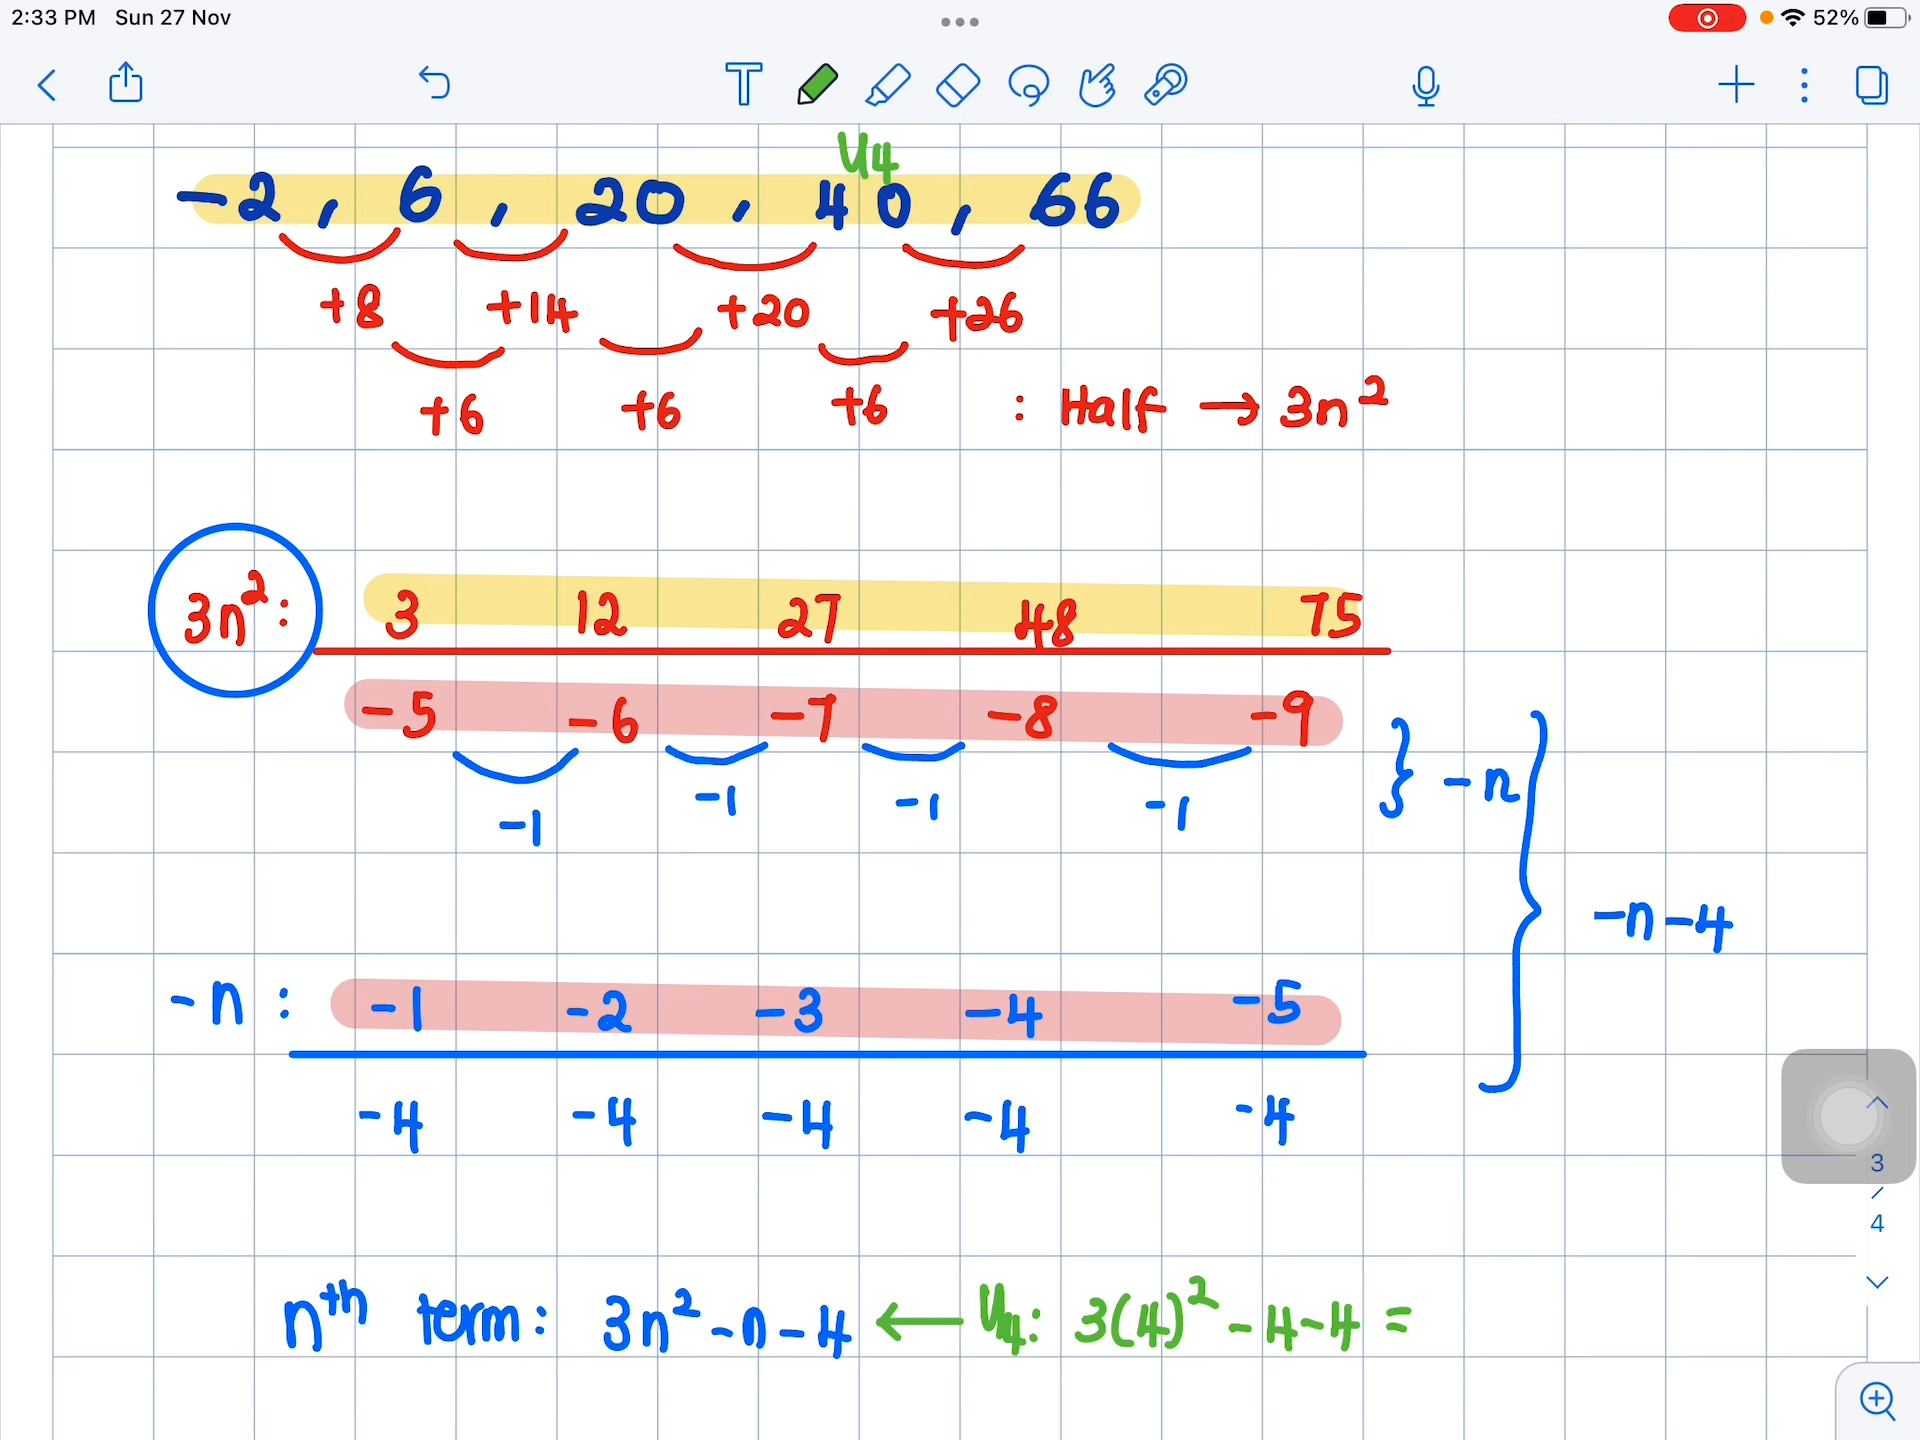 2:33 PM Sun 27 Nov
52%
U4
-2, 6, 20, 40, 66
+8 +14 +20 +26
+6 +6 +6 : Half → 3n²
3n²: 3 12 27 48 75
-5 -6 -7 -8 -9
-1 -1 -1 -1 } -n
-n-4
-n : -1 -2 -3 -4 -5
-4 -4 -4 -4 -4
3
/
4
nth term: 3n²-n-4 ← U4: 3(4)²-4-4 =